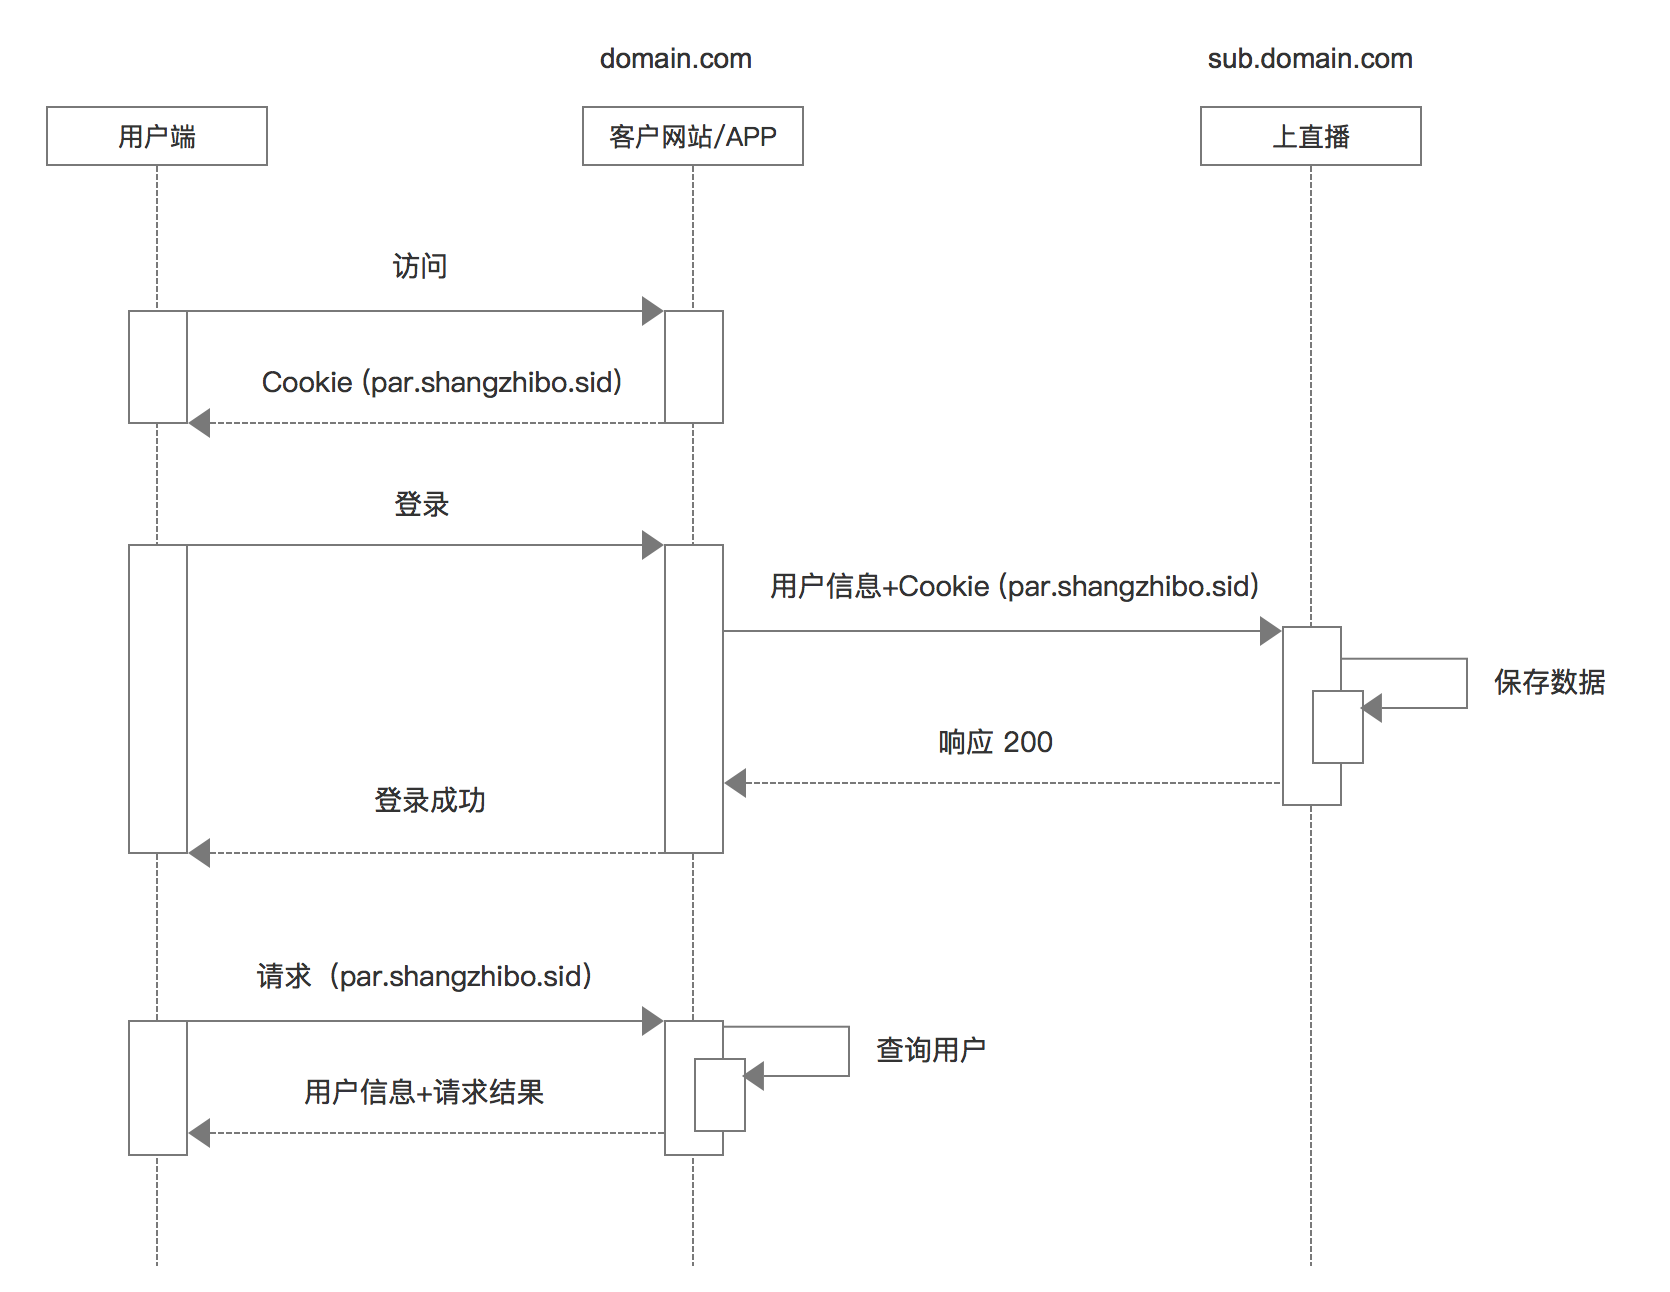 domain.com
sub.domain.com
用户端
客户网站/APP
上直播
访问
Cookie (par.shangzhibo.sid)
登录
用户信息+Cookie (par.shangzhibo.sid)
保存数据
响应 200
登录成功
请求（par.shangzhibo.sid）
查询用户
用户信息+请求结果